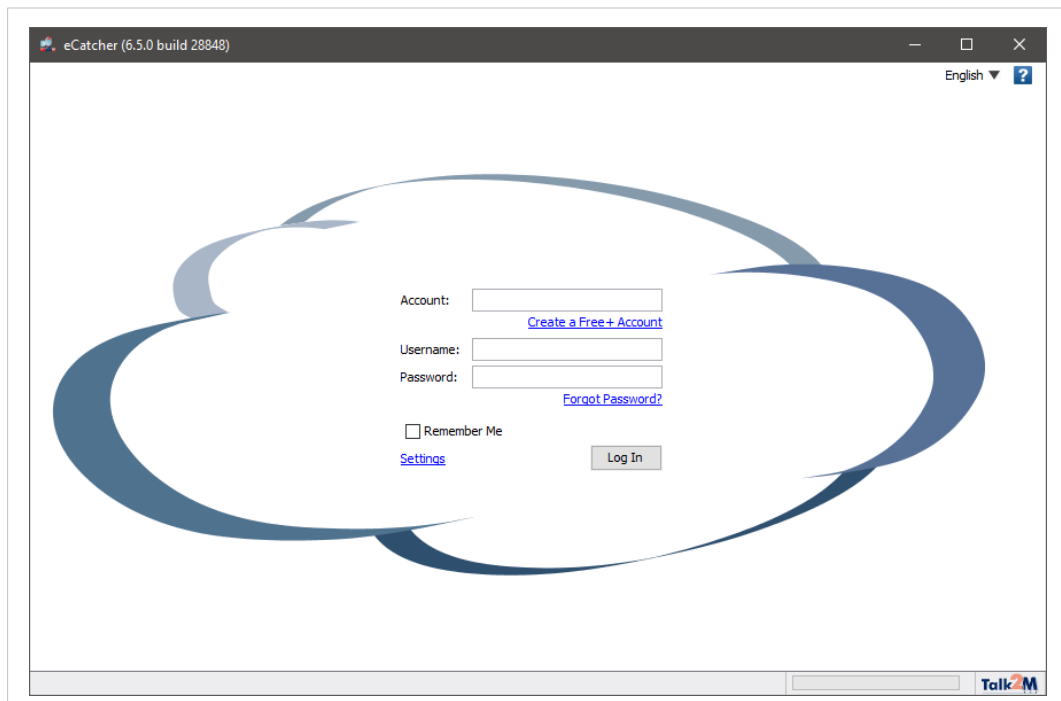 eCatcher (6.5.0 build 28848)
English
?
Account:
Create a Free+ Account
Username:
Password:
Forgot Password?
Remember Me
Settings
Log In
Talk2M